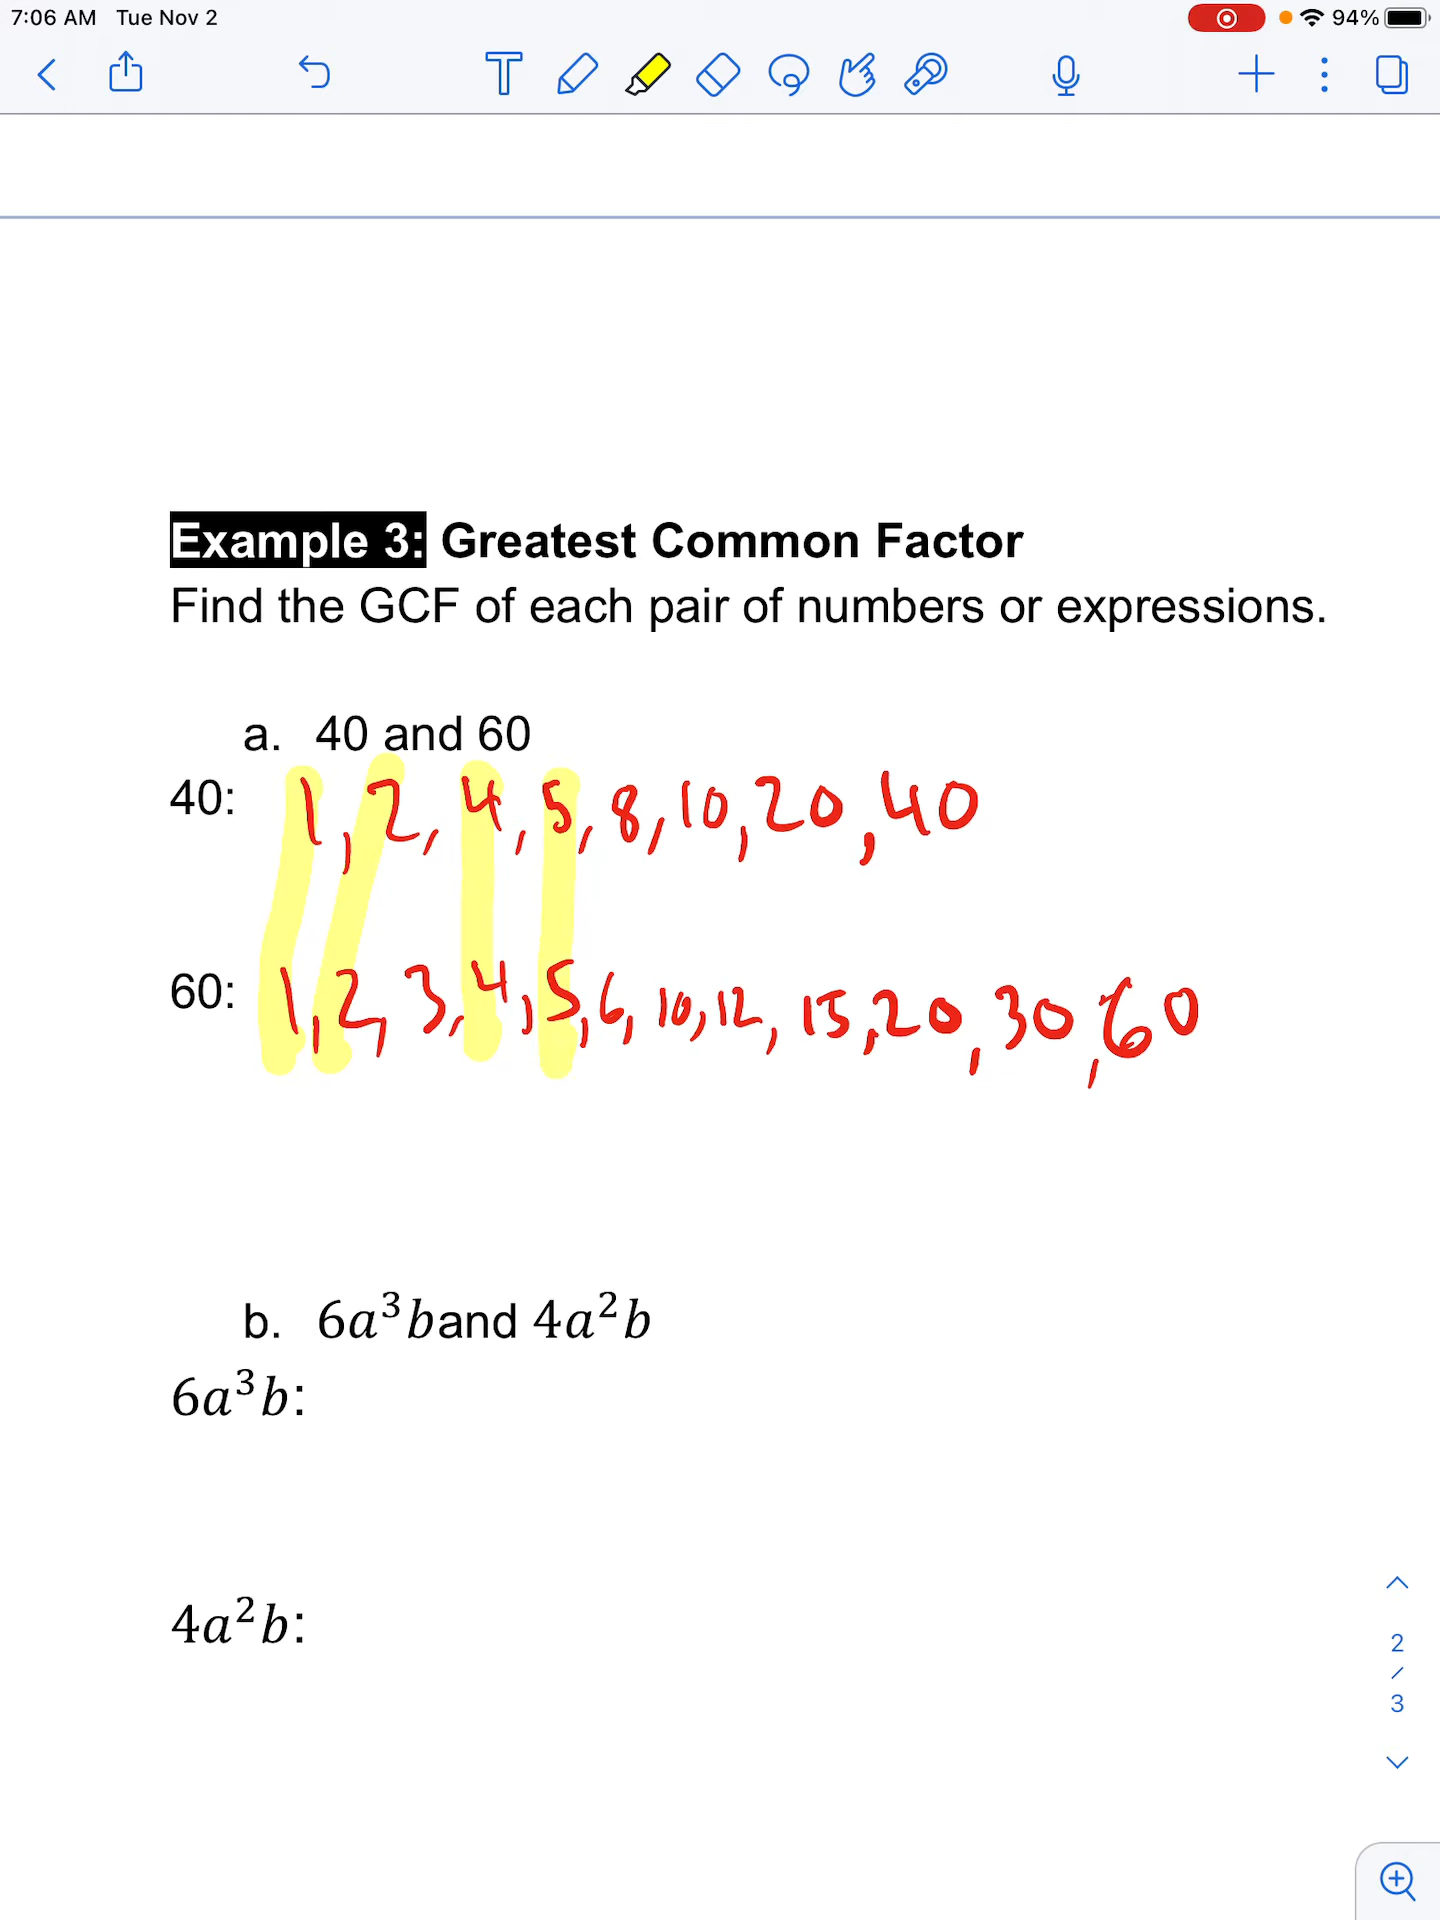 7:06 AM Tue Nov 2 94%
T
Example 3: Greatest Common Factor
Find the GCF of each pair of numbers or expressions.
a. 40 and 60
40: 1, 2, 4, 5, 8, 10, 20, 40
60: 1, 2, 3, 4, 5, 6, 10, 12, 15, 20, 30, 60
b. 6a³b and 4a²b
6a³b:
4a²b:
2
/
3